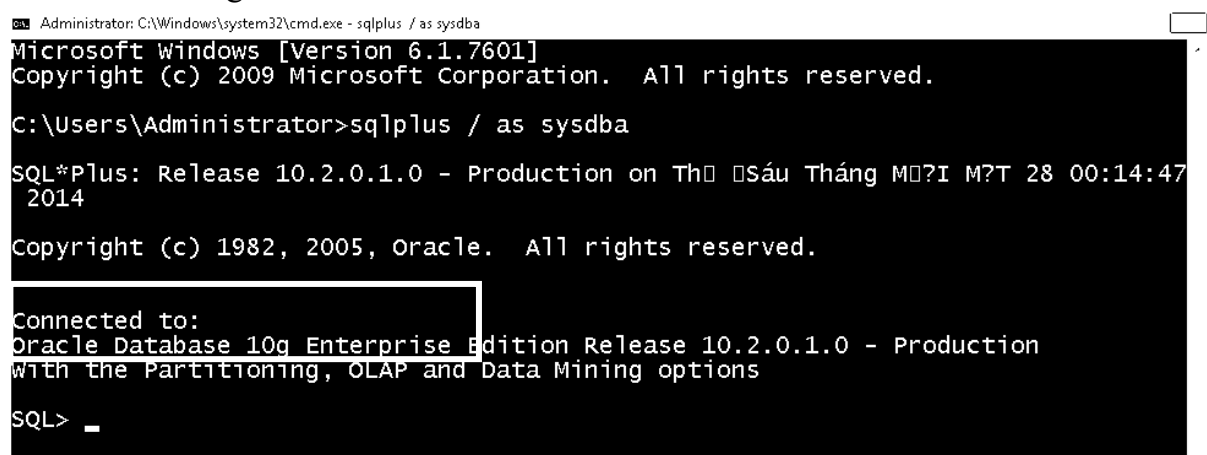 Administrator: C:\Windows\system32\cmd.exe - sqlplus / as sysdba
Microsoft Windows [Version 6.1.7601]
Copyright (c) 2009 Microsoft Corporation.  All rights reserved.
C:\Users\Administrator>sqlplus / as sysdba
SQL*Plus: Release 10.2.0.1.0 - Production on Th□ □Sáu Tháng M□?I M?T 28 00:14:47
2014
Copyright (c) 1982, 2005, Oracle.  All rights reserved.
Connected to:
Oracle Database 10g Enterprise Edition Release 10.2.0.1.0 - Production
With the Partitioning, OLAP and Data Mining options
SQL> _